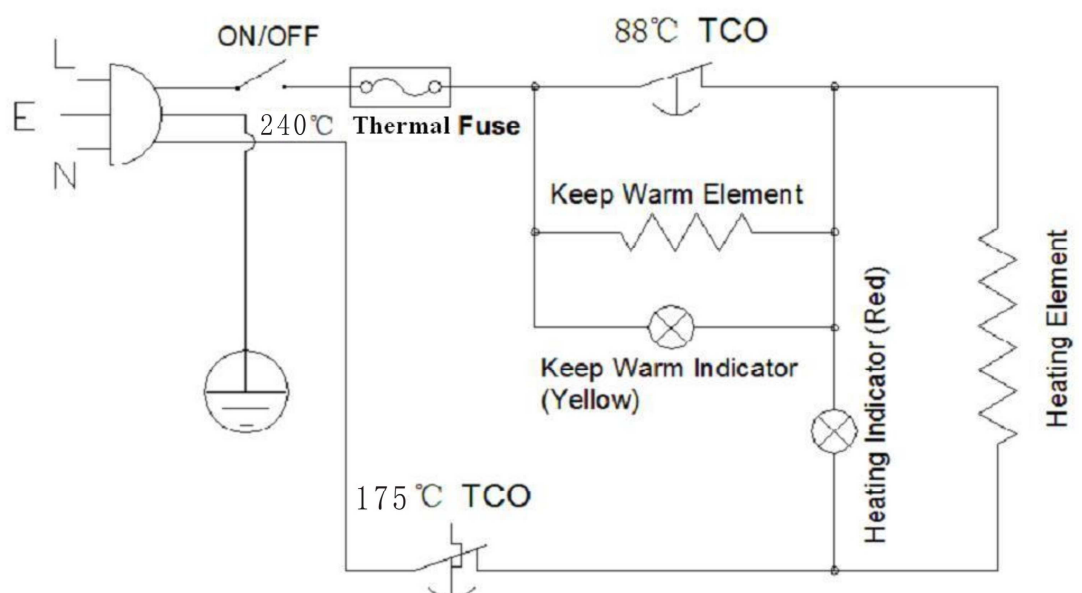 ON/OFF
88℃ TCO
L
E
N
240℃ Thermal Fuse
Keep Warm Element
Keep Warm Indicator
(Yellow)
Heating Indicator (Red)
Heating Element
175℃ TCO